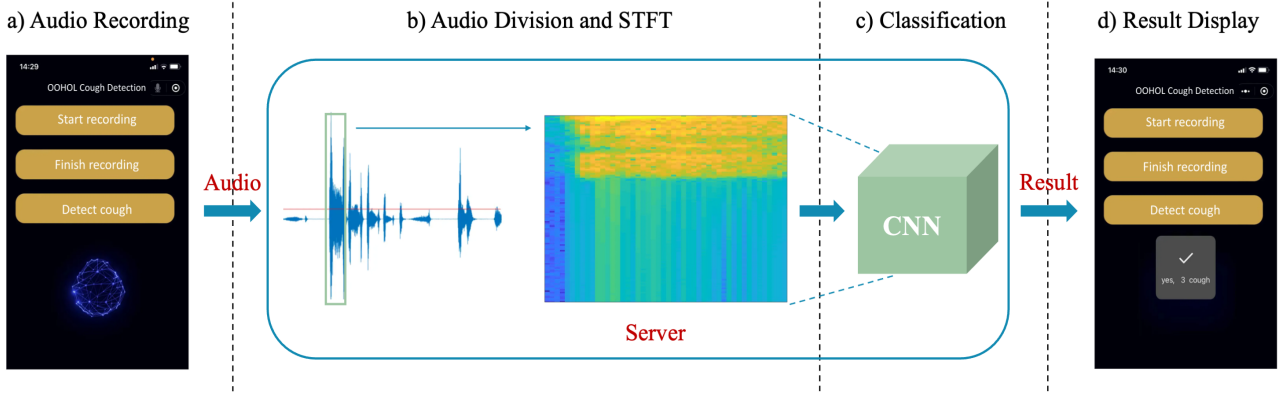 a) Audio Recording
b) Audio Division and STFT
c) Classification
d) Result Display
14:29
OOHOL Cough Detection
Start recording
Finish recording
Detect cough
Audio
Server
CNN
Result
14:30
OOHOL Cough Detection
Start recording
Finish recording
Detect cough
yes, 3 cough